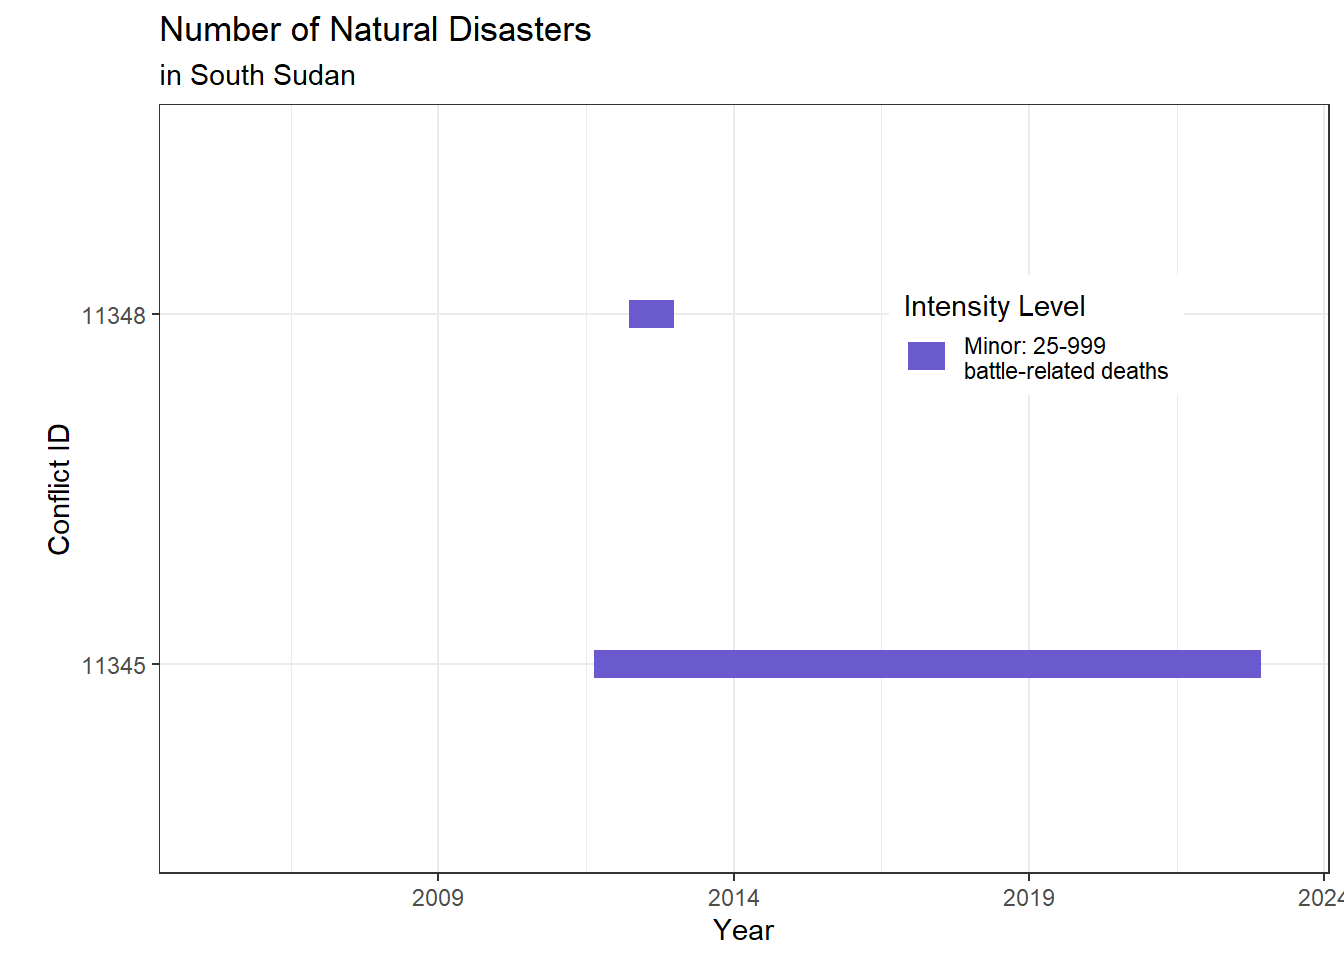 Number of Natural Disasters
in South Sudan
11348
Intensity Level
Minor: 25-999
battle-related deaths
Conflict ID
11345
2009
2014
2019
2024
Year